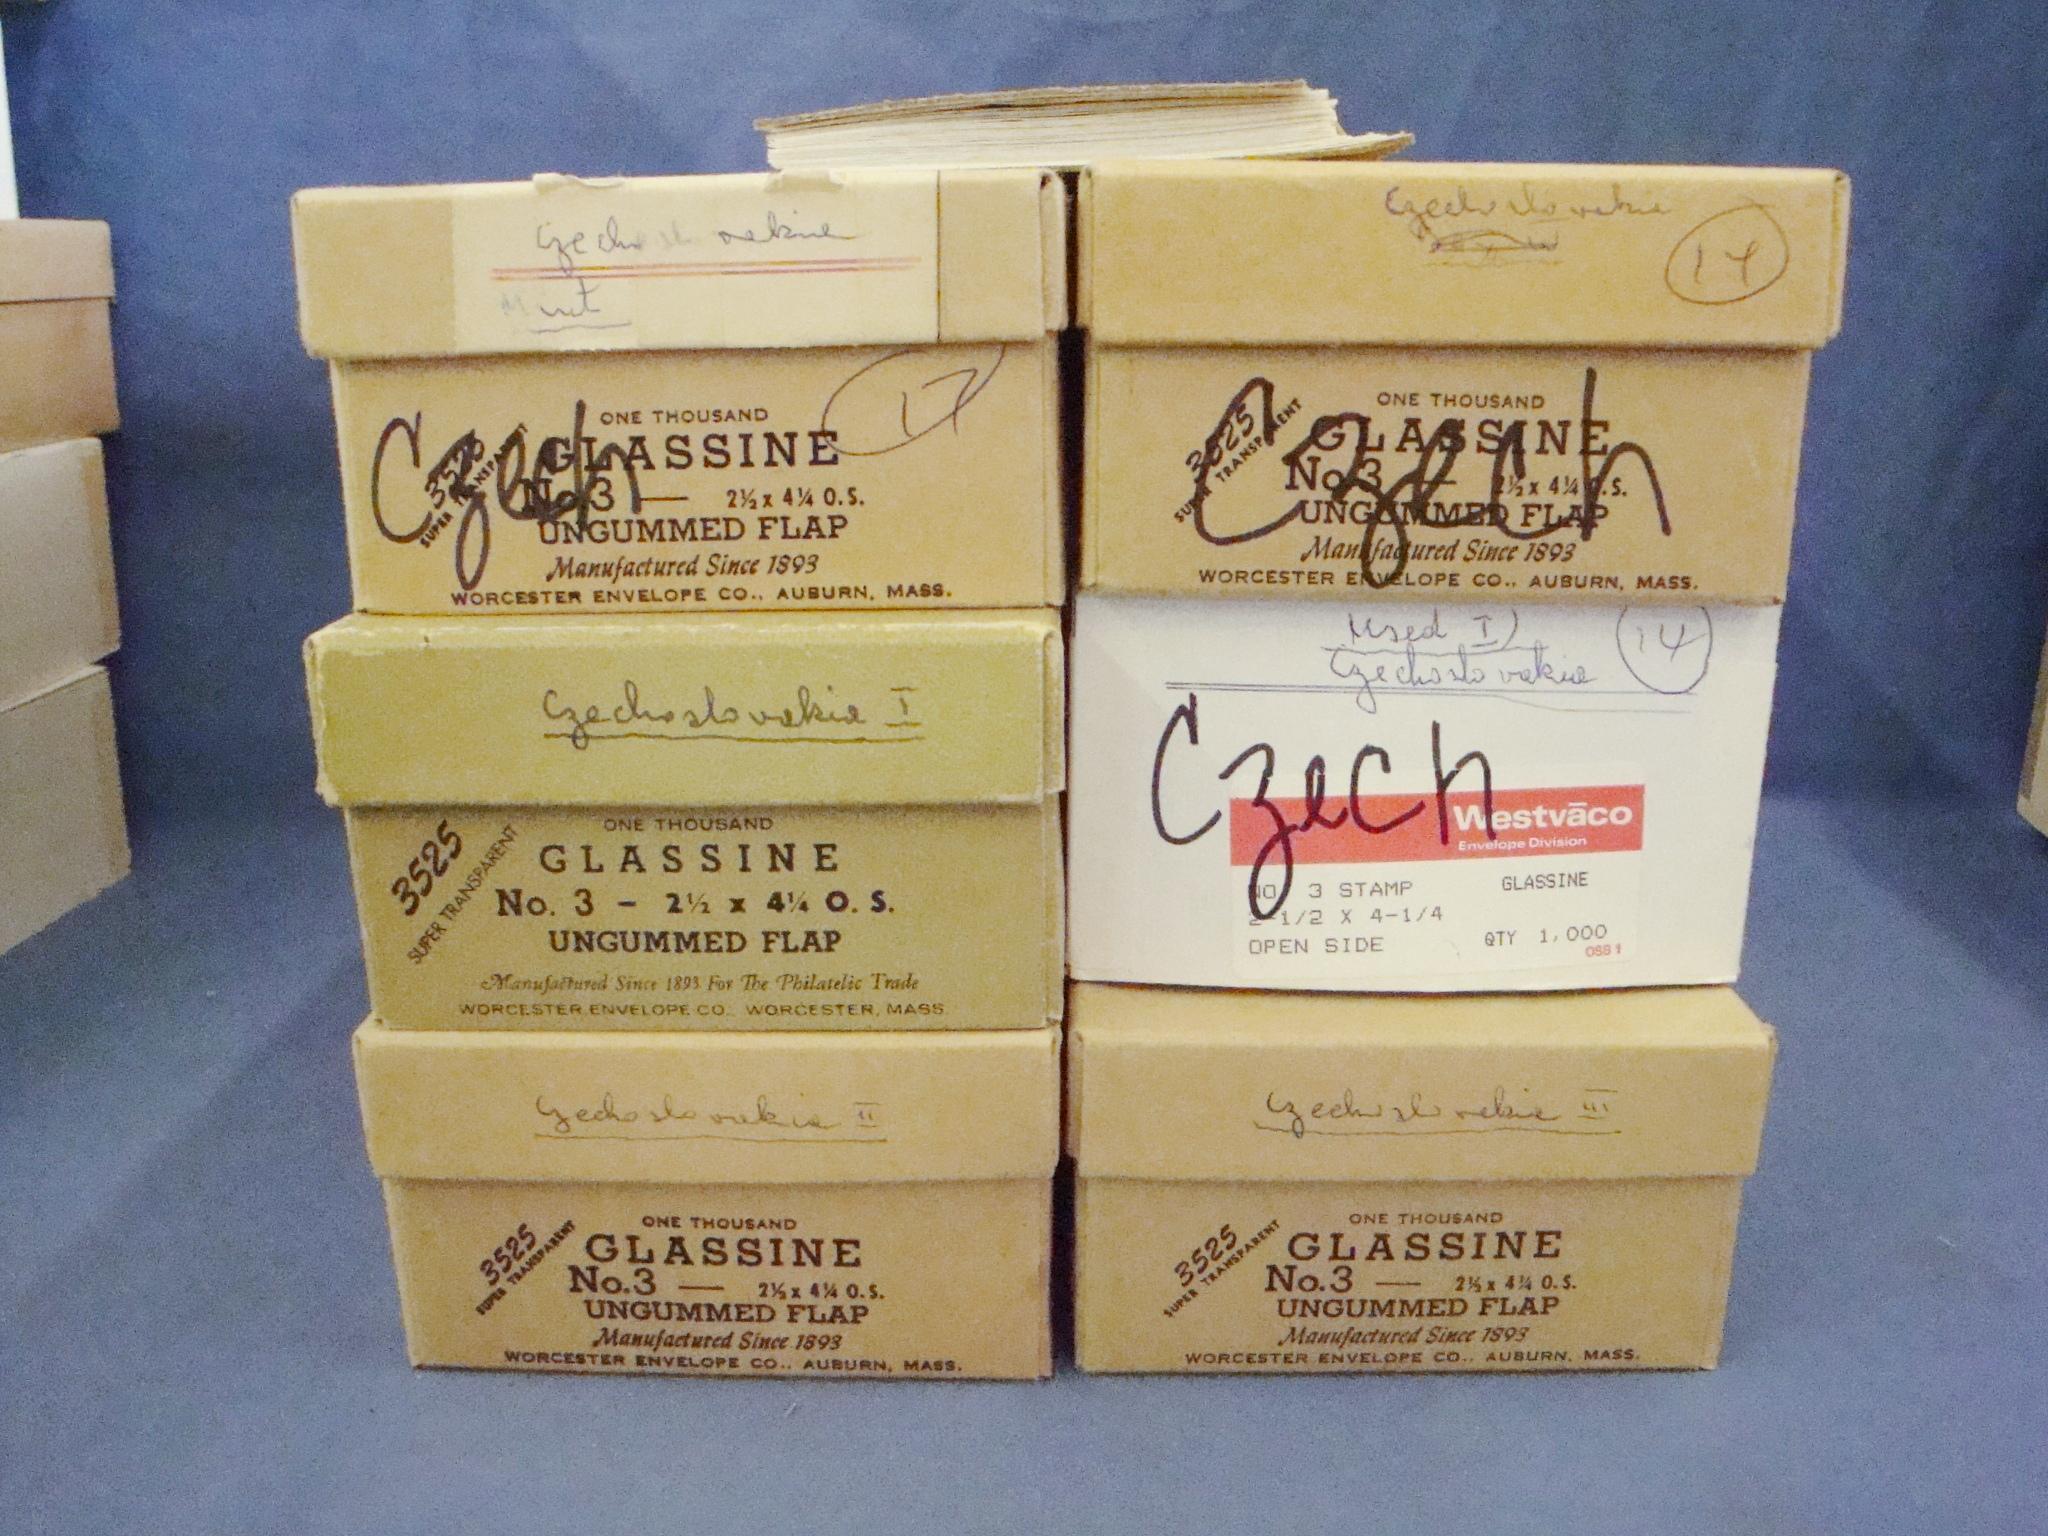 Czechoslovakia
Mint
17
Czech
3525
SUPER TRANSPARENT
ONE THOUSAND
GLASSINE
No.3 — 2½ x 4¼ O.S.
UNGUMMED FLAP
Manufactured Since 1893
WORCESTER ENVELOPE CO., AUBURN, MASS.
Czechoslovakia
14
Czech
3525
SUPER TRANSPARENT
ONE THOUSAND
GLASSINE
No.3 — 2½ x 4¼ O.S.
UNGUMMED FLAP
Manufactured Since 1893
WORCESTER ENVELOPE CO., AUBURN, MASS.
Czechoslovakia I
3525
SUPER TRANSPARENT
ONE THOUSAND
GLASSINE
No. 3 - 2½ x 4¼ O. S.
UNGUMMED FLAP
Manufactured Since 1893 For The Philatelic Trade
WORCESTER ENVELOPE CO. WORCESTER, MASS.
Used I)
Czechoslovakia
14
Czech
Westvāco
Envelope Division
NO 3 STAMP GLASSINE
2-1/2 X 4-1/4
OPEN SIDE QTY 1,000
OSS1
Czechoslovakia II
3525
SUPER TRANSPARENT
ONE THOUSAND
GLASSINE
No.3 — 2½ x 4¼ O.S.
UNGUMMED FLAP
Manufactured Since 1893
WORCESTER ENVELOPE CO., AUBURN, MASS.
Czechoslovakia III
3525
SUPER TRANSPARENT
ONE THOUSAND
GLASSINE
No.3 — 2½ x 4¼ O.S.
UNGUMMED FLAP
Manufactured Since 1893
WORCESTER ENVELOPE CO., AUBURN, MASS.